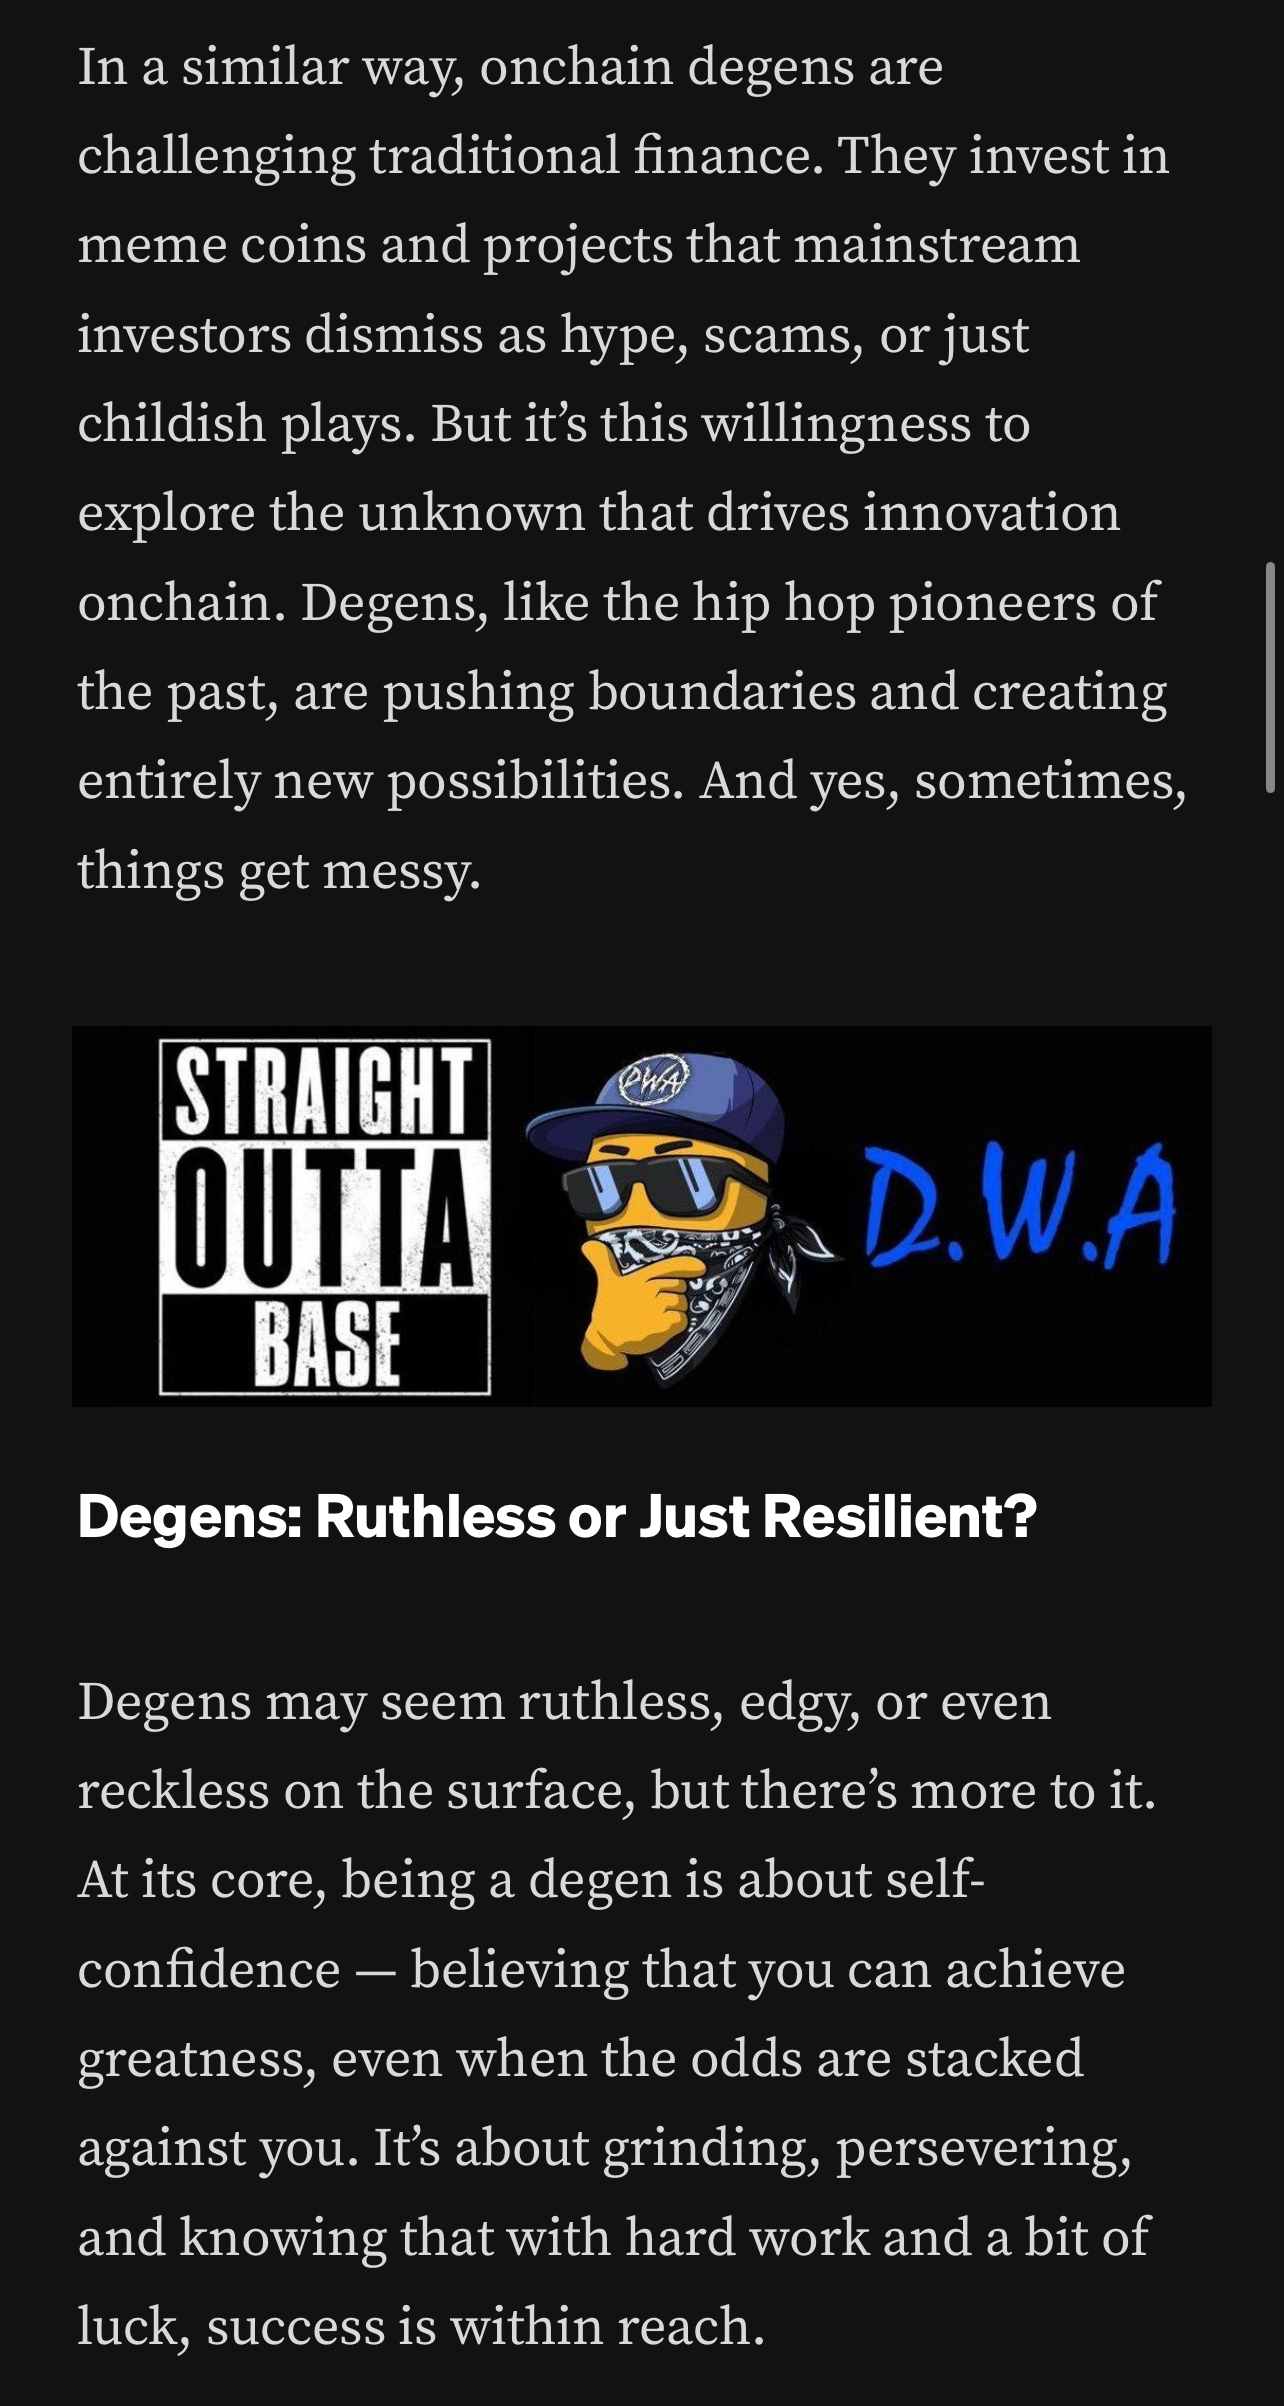 In a similar way, onchain degens are
challenging traditional finance. They invest in
meme coins and projects that mainstream
investors dismiss as hype, scams, or just
childish plays. But it’s this willingness to
explore the unknown that drives innovation
onchain. Degens, like the hip hop pioneers of
the past, are pushing boundaries and creating
entirely new possibilities. And yes, sometimes,
things get messy.
STRAIGHT
OUTTA
BASE
DWA
D.W.A
Degens: Ruthless or Just Resilient?
Degens may seem ruthless, edgy, or even
reckless on the surface, but there’s more to it.
At its core, being a degen is about self-
confidence — believing that you can achieve
greatness, even when the odds are stacked
against you. It’s about grinding, persevering,
and knowing that with hard work and a bit of
luck, success is within reach.